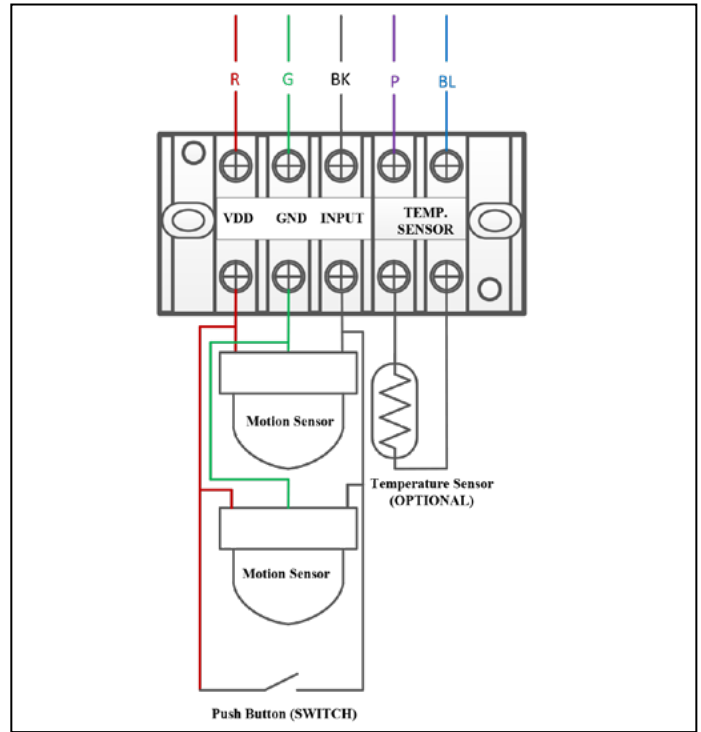 R G BK P BL
VDD GND INPUT TEMP.
SENSOR
Motion Sensor
Temperature Sensor
(OPTIONAL)
Motion Sensor
Push Button (SWITCH)